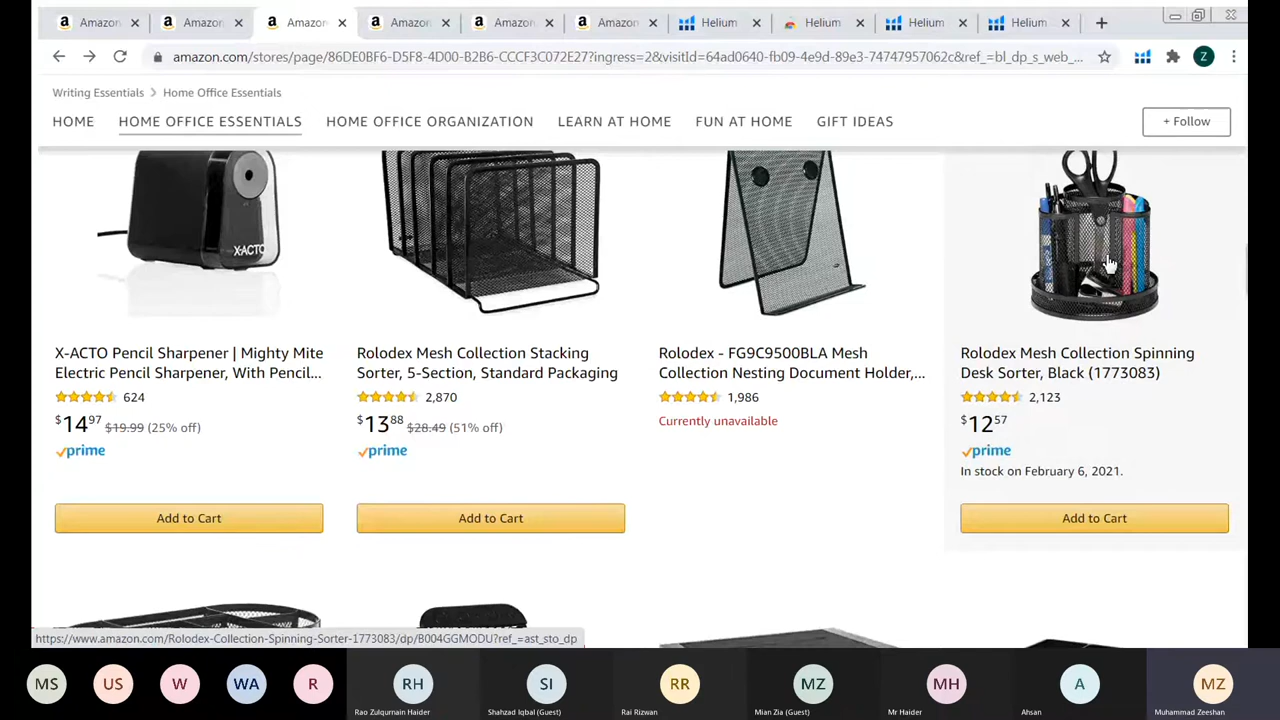 Amazon
Amazon
Amazon
Amazon
Amazon
Amazon
Helium
Helium
Helium
Helium
amazon.com/stores/page/86DE0BF6-D5F8-4D00-B2B6-CCCF3C072E27?ingress=2&visitId=64ad0640-fb09-4e9d-89e3-74747957062c&ref_=bl_dp_s_web_...
Z
Writing Essentials > Home Office Essentials
HOME HOME OFFICE ESSENTIALS HOME OFFICE ORGANIZATION LEARN AT HOME FUN AT HOME GIFT IDEAS + Follow
X-ACTO
X-ACTO Pencil Sharpener | Mighty Mite
Electric Pencil Sharpener, With Pencil...
624
$14.97 $19.99 (25% off)
prime
Add to Cart
Rolodex Mesh Collection Stacking
Sorter, 5-Section, Standard Packaging
2,870
$13.88 $28.49 (51% off)
prime
Add to Cart
Rolodex - FG9C9500BLA Mesh
Collection Nesting Document Holder,...
1,986
Currently unavailable
Rolodex Mesh Collection Spinning
Desk Sorter, Black (1773083)
2,123
$12.57
prime
In stock on February 6, 2021.
Add to Cart
https://www.amazon.com/Rolodex-Collection-Spinning-Sorter-1773083/dp/B004GGMODU?ref_=ast_sto_dp
MS US W WA R RH SI RR MZ MH A MZ
Rao Zulqurnain Haider Shahzad Iqbal (Guest) Rai Rizwan Mian Zia (Guest) Mr Haider Ahsan Muhammad Zeeshan